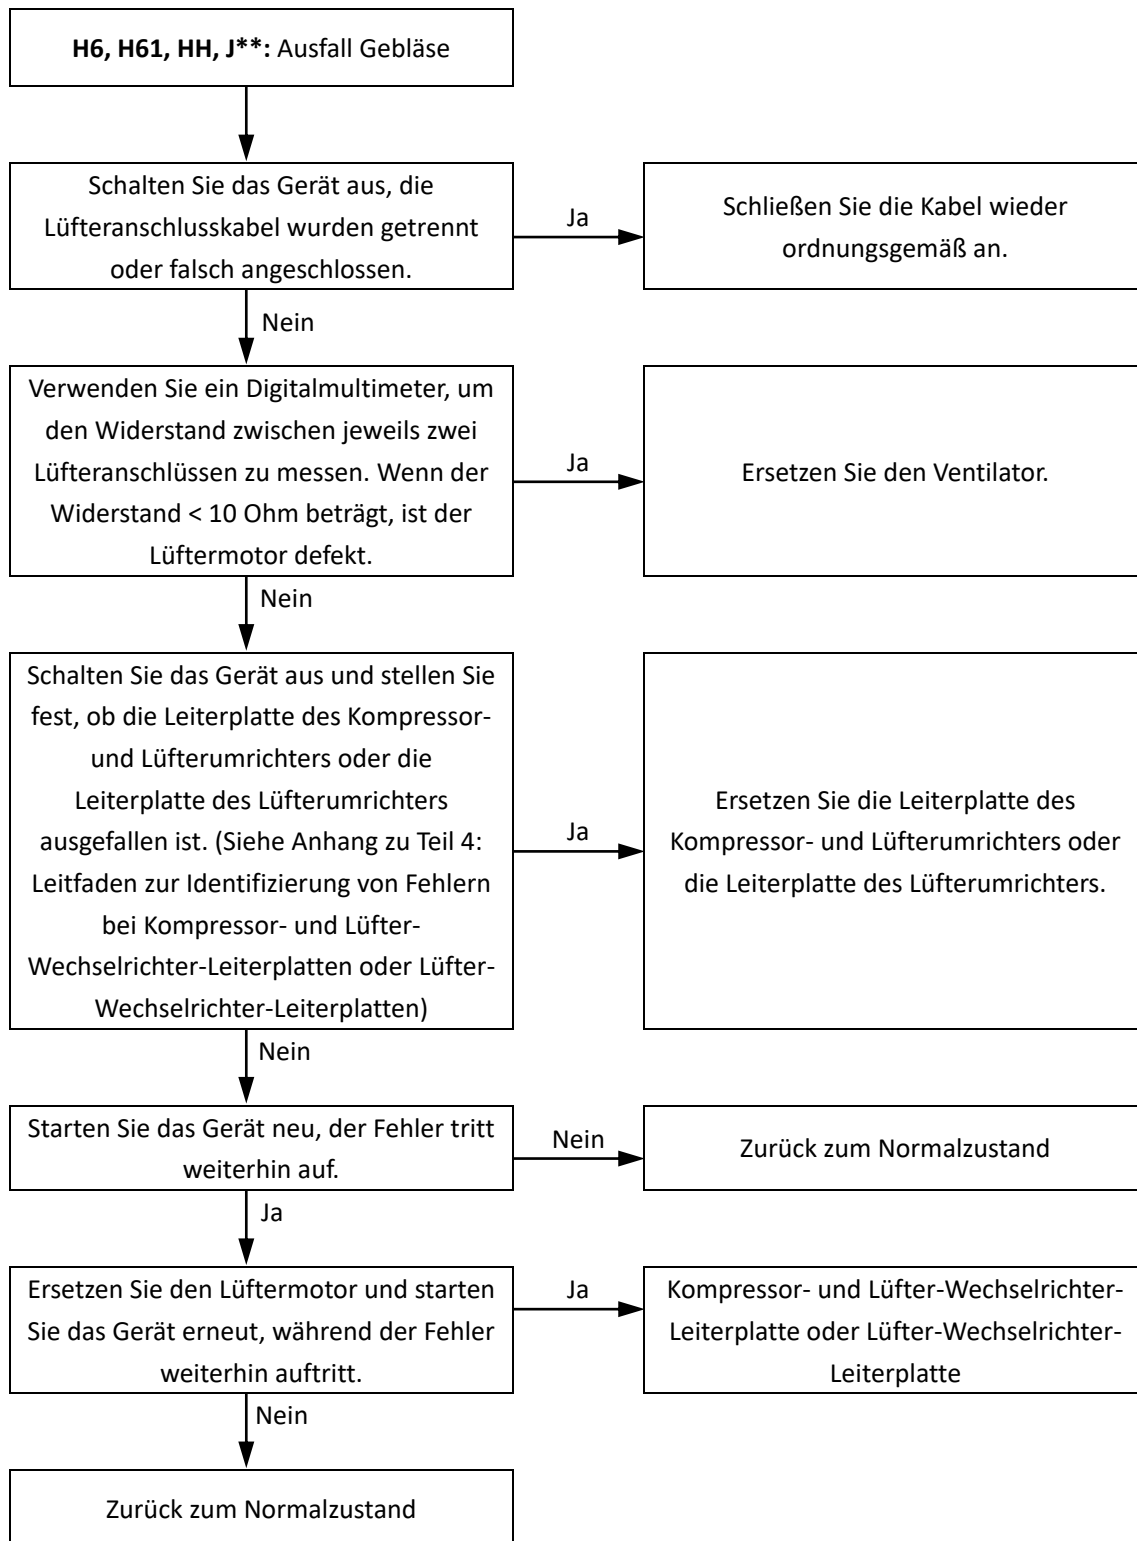 H6, H61, HH, J**: Ausfall Gebläse
Schalten Sie das Gerät aus, die
Lüfteranschlusskabel wurden getrennt
oder falsch angeschlossen.
Ja
Schließen Sie die Kabel wieder
ordnungsgemäß an.
Nein
Verwenden Sie ein Digitalmultimeter, um
den Widerstand zwischen jeweils zwei
Lüfteranschlüssen zu messen. Wenn der
Widerstand < 10 Ohm beträgt, ist der
Lüftermotor defekt.
Ja
Ersetzen Sie den Ventilator.
Nein
Schalten Sie das Gerät aus und stellen Sie
fest, ob die Leiterplatte des Kompressor-
und Lüfterumrichters oder die
Leiterplatte des Lüfterumrichters
ausgefallen ist. (Siehe Anhang zu Teil 4:
Leitfaden zur Identifizierung von Fehlern
bei Kompressor- und Lüfter-
Wechselrichter-Leiterplatten oder Lüfter-
Wechselrichter-Leiterplatten)
Ja
Ersetzen Sie die Leiterplatte des
Kompressor- und Lüfterumrichters oder
die Leiterplatte des Lüfterumrichters.
Nein
Starten Sie das Gerät neu, der Fehler tritt
weiterhin auf.
Nein
Zurück zum Normalzustand
Ja
Ersetzen Sie den Lüftermotor und starten
Sie das Gerät erneut, während der Fehler
weiterhin auftritt.
Ja
Kompressor- und Lüfter-Wechselrichter-
Leiterplatte oder Lüfter-Wechselrichter-
Leiterplatte
Nein
Zurück zum Normalzustand